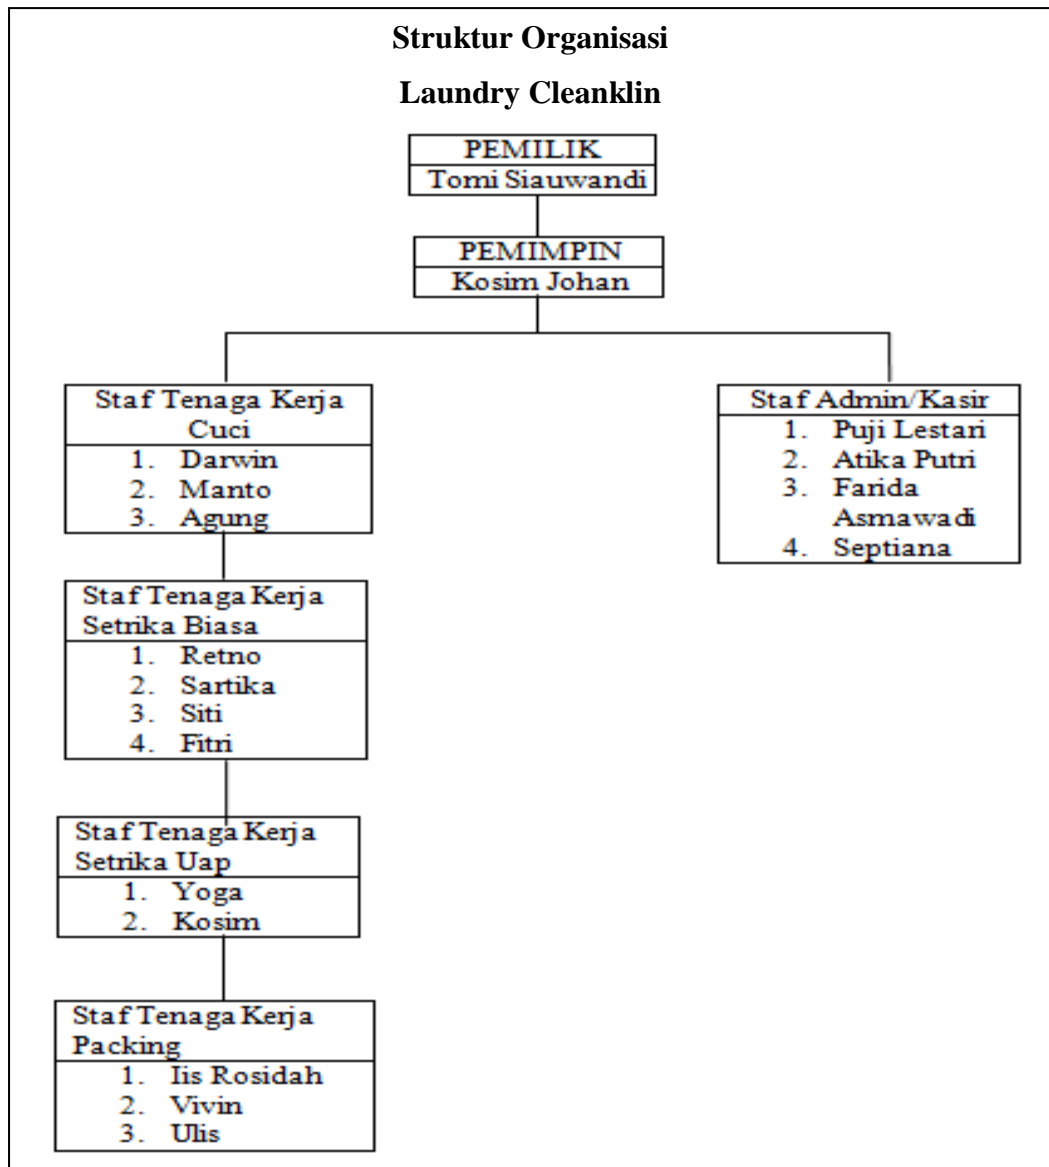 Struktur Organisasi
Laundry Cleanklin
PEMILIK
Tomi Siauwandi
PEMIMPIN
Kosim Johan
Staf Tenaga Kerja
Cuci
1. Darwin
2. Manto
3. Agung
Staf Admin/Kasir
1. Puji Lestari
2. Atika Putri
3. Farida
Asmawadi
4. Septiana
Staf Tenaga Kerja
Setrika Biasa
1. Retno
2. Sartika
3. Siti
4. Fitri
Staf Tenaga Kerja
Setrika Uap
1. Yoga
2. Kosim
Staf Tenaga Kerja
Packing
1. Iis Rosidah
2. Vivin
3. Ulis